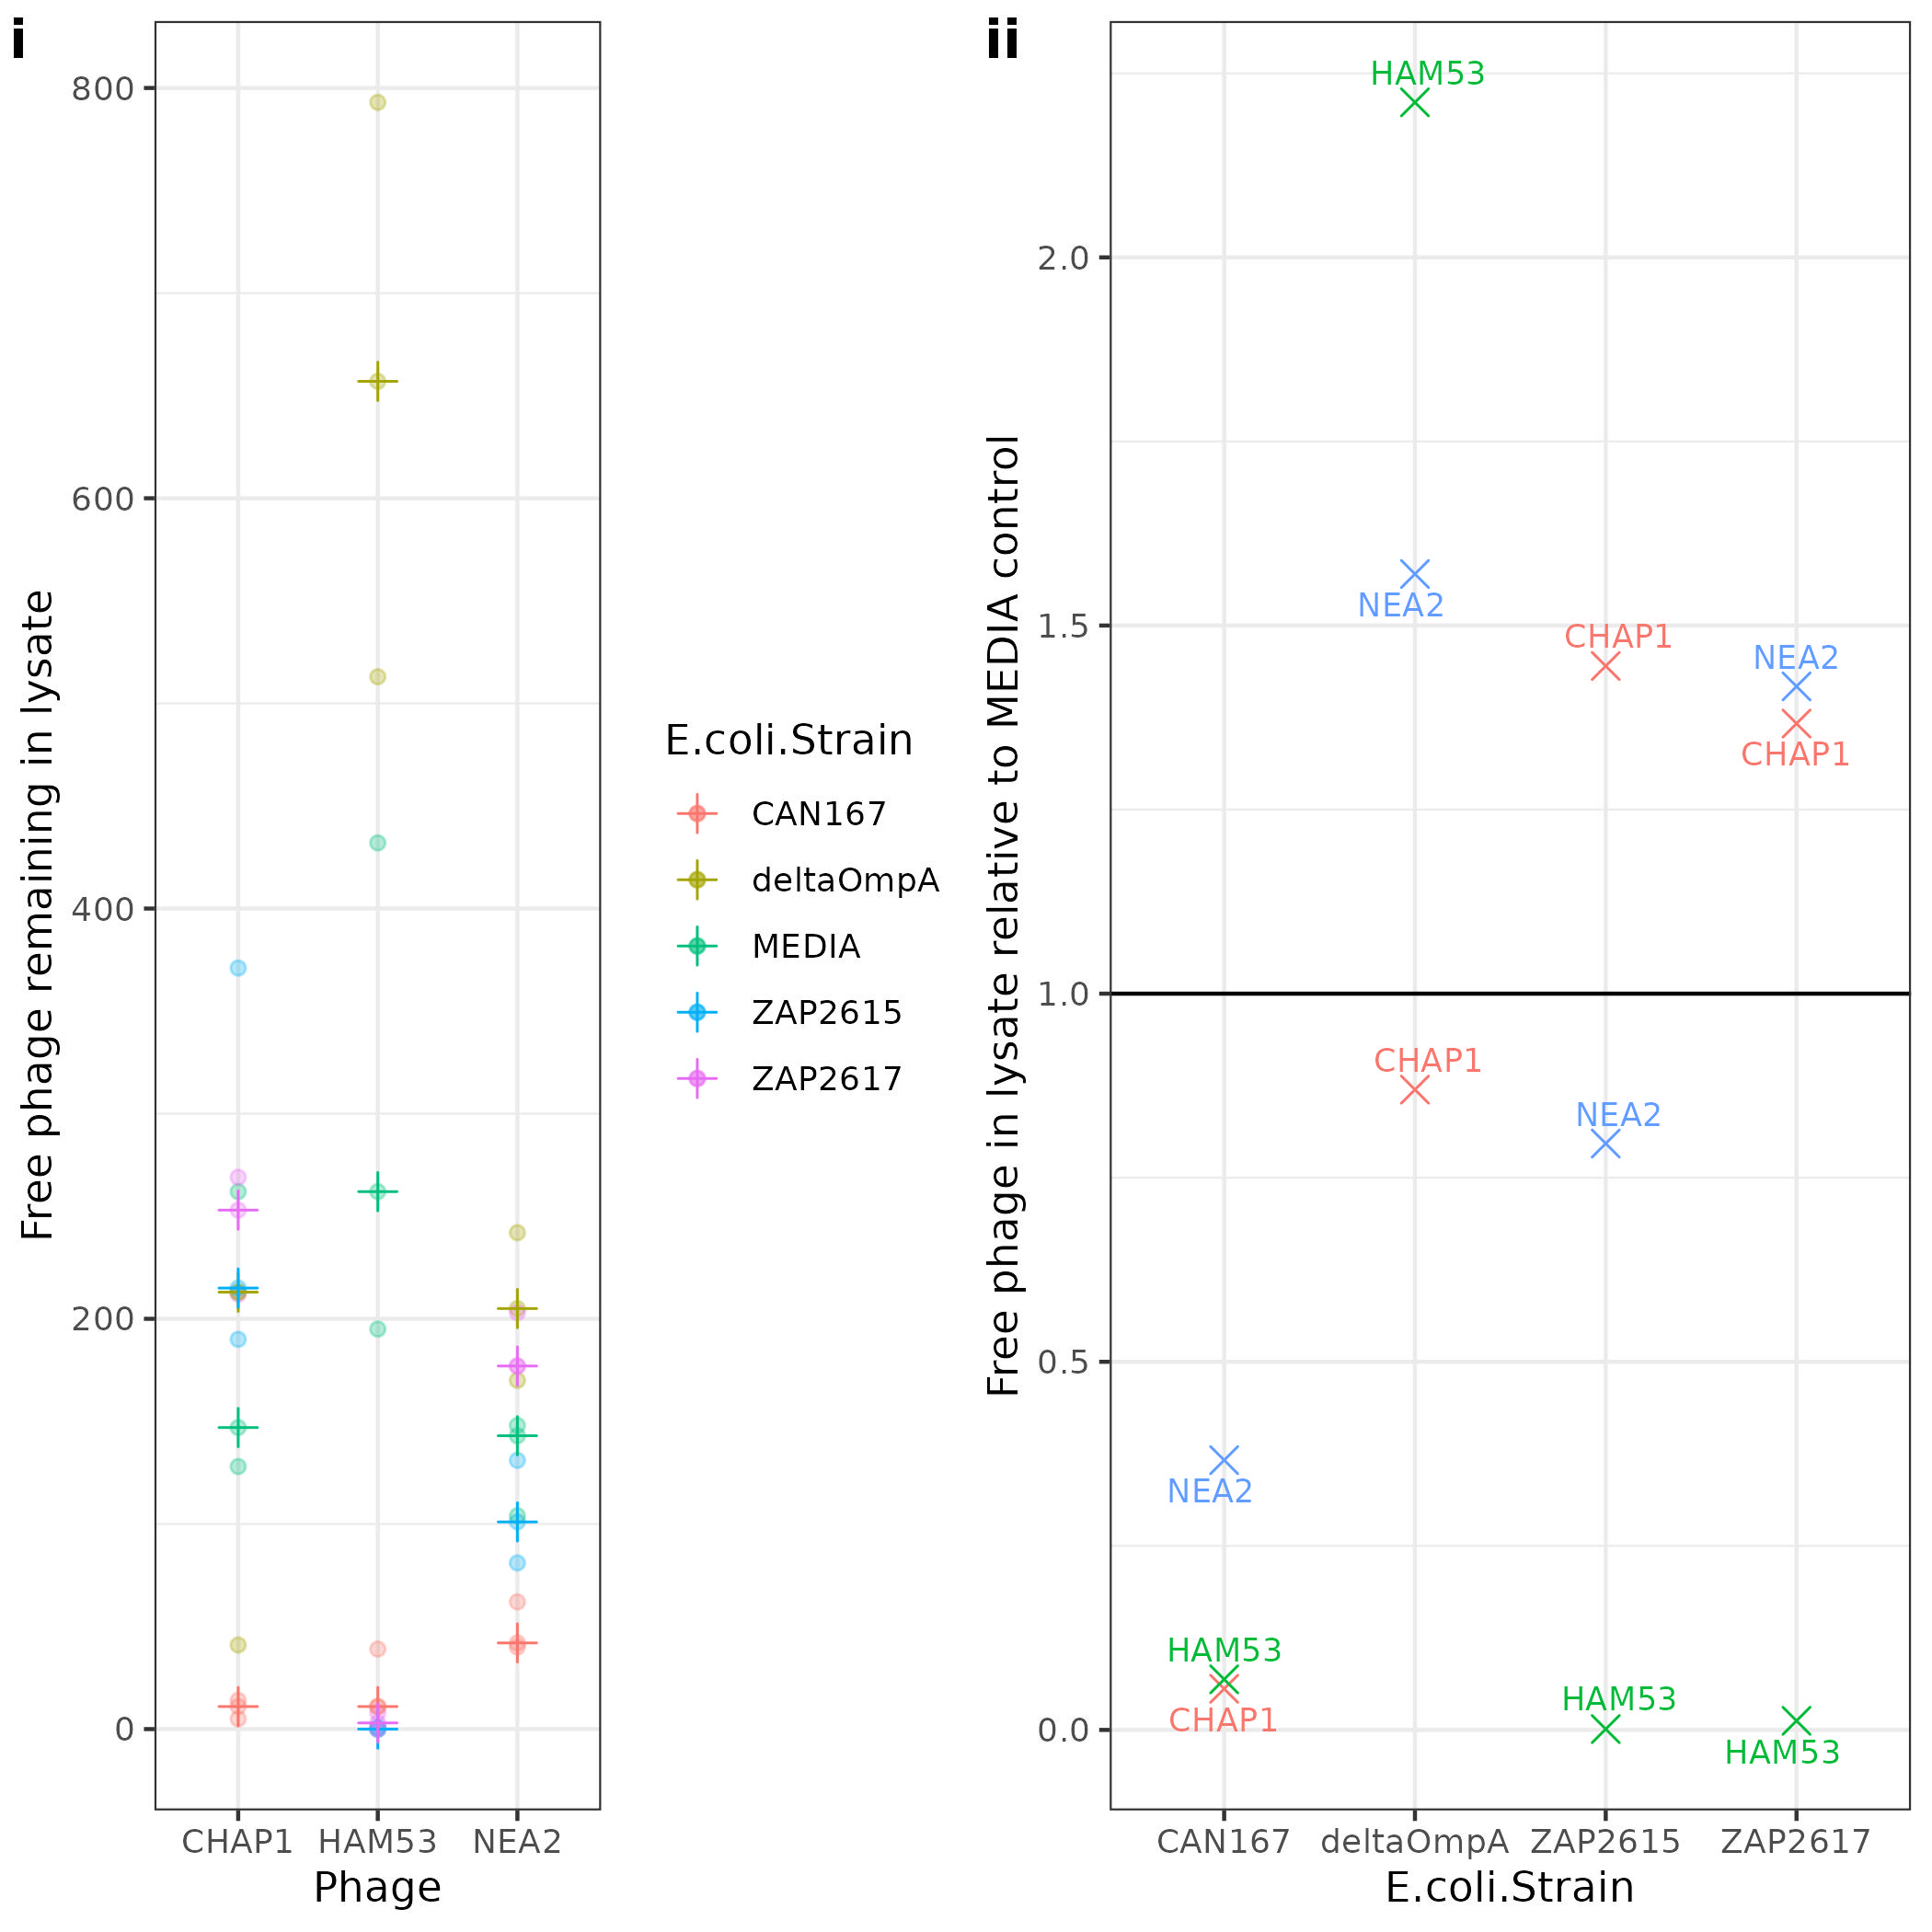 i
Free phage remaining in lysate
800
600
400
200
0
CHAP1 HAM53 NEA2
Phage
E.coli.Strain
CAN167
deltaOmpA
MEDIA
ZAP2615
ZAP2617
ii
Free phage in lysate relative to MEDIA control
2.0
1.5
1.0
0.5
0.0
HAM53
NEA2
CHAP1
NEA2
CHAP1
CHAP1
NEA2
NEA2
HAM53
CHAP1
HAM53
HAM53
CAN167 deltaOmpA ZAP2615 ZAP2617
E.coli.Strain